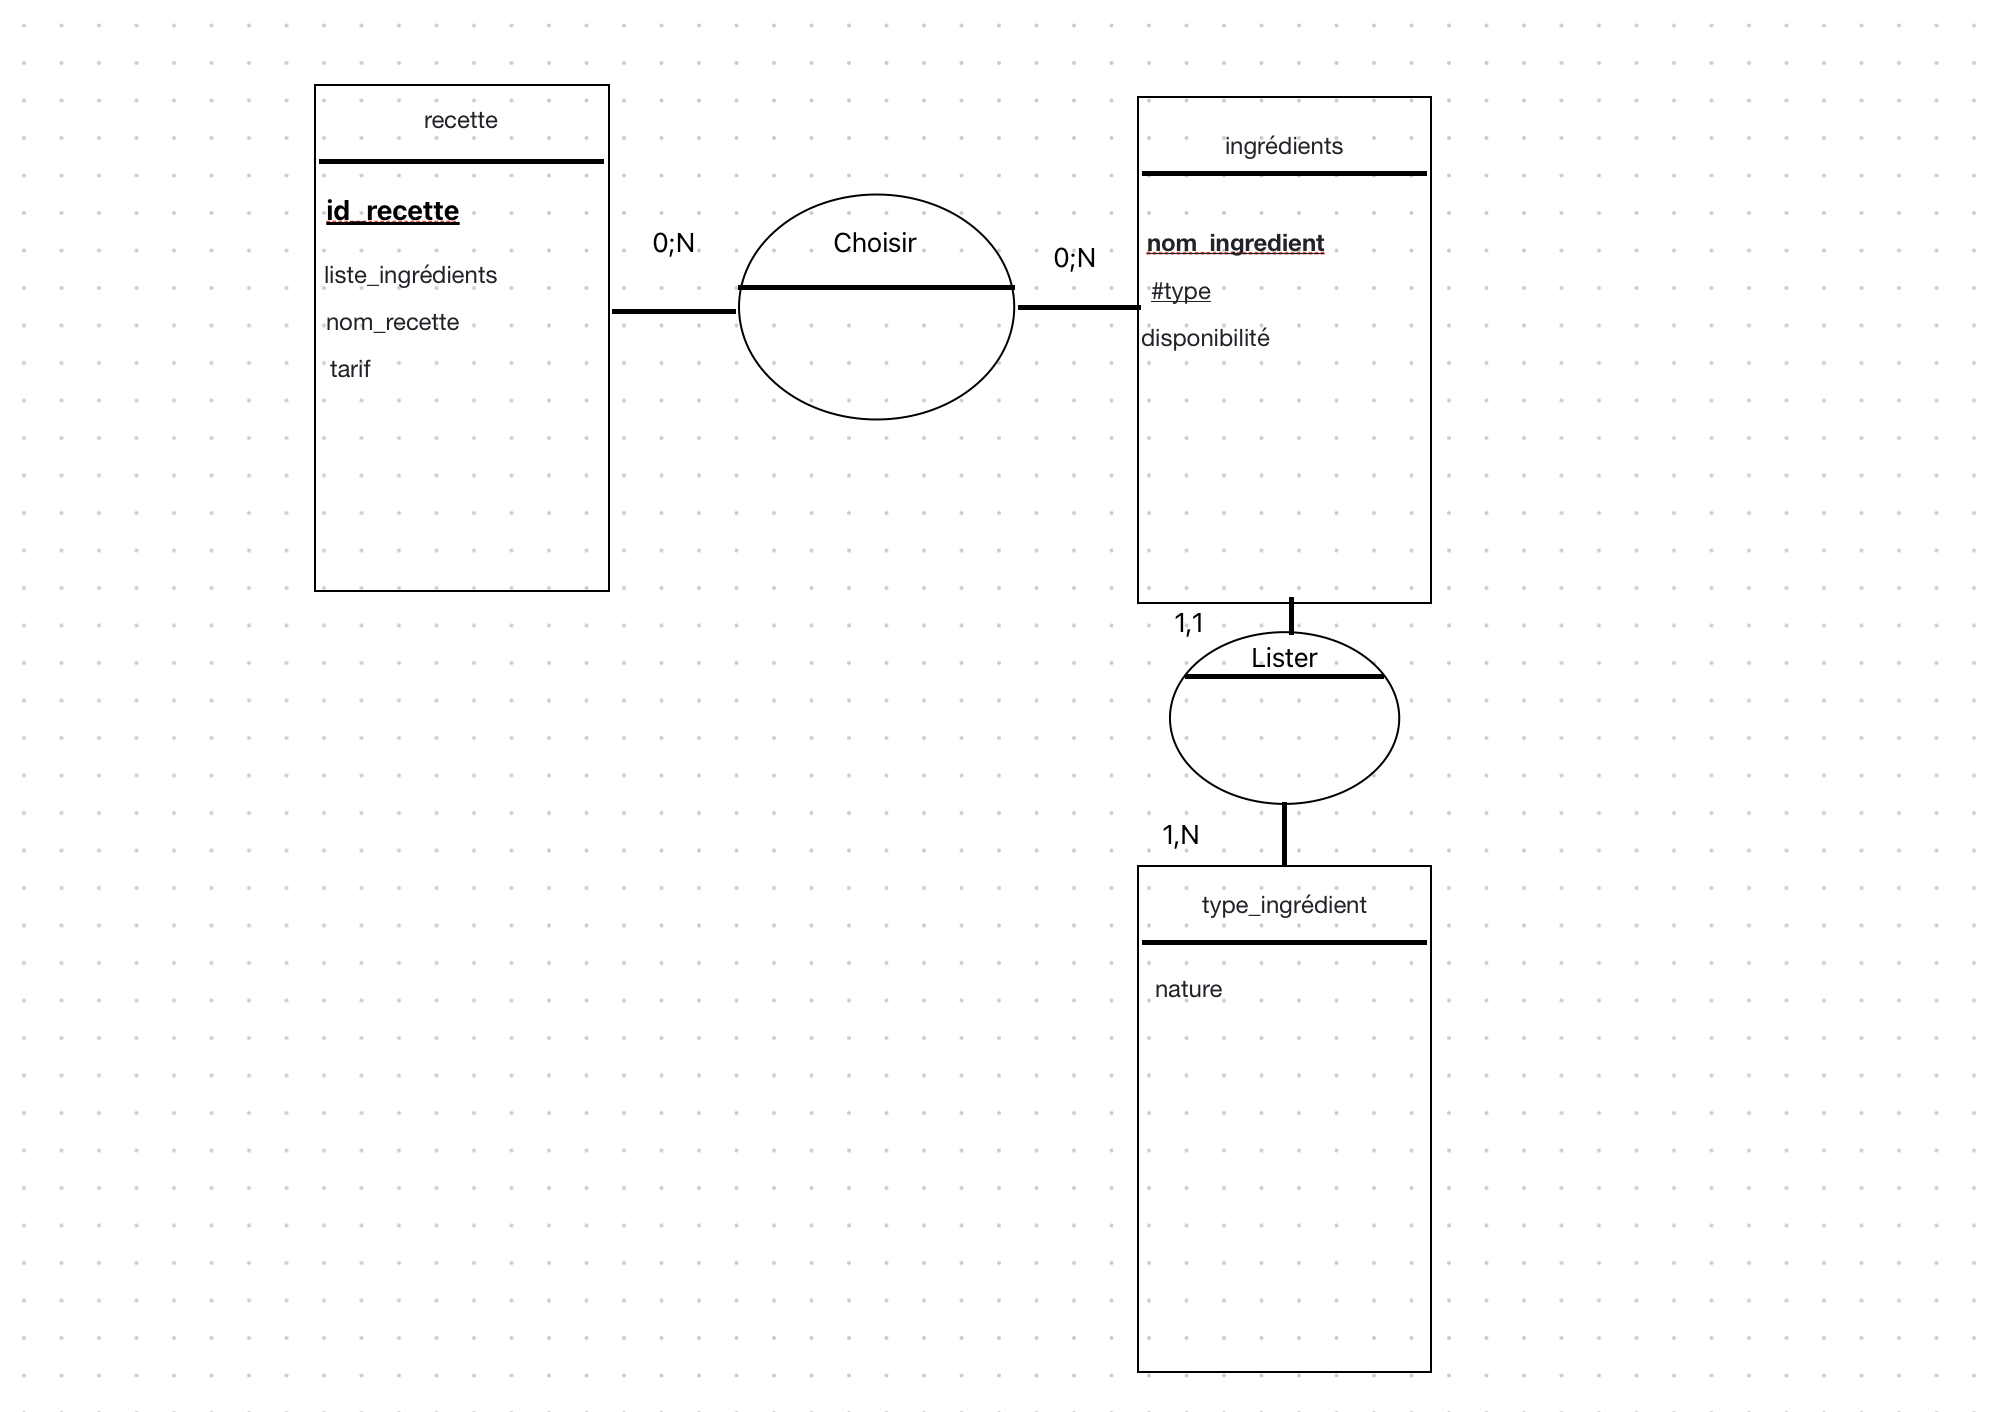 recette
id_recette
liste_ingrédients
nom_recette
tarif
0;N
Choisir
0;N
ingrédients
nom_ingredient
#type
disponibilité
1,1
Lister
1,N
type_ingrédient
nature